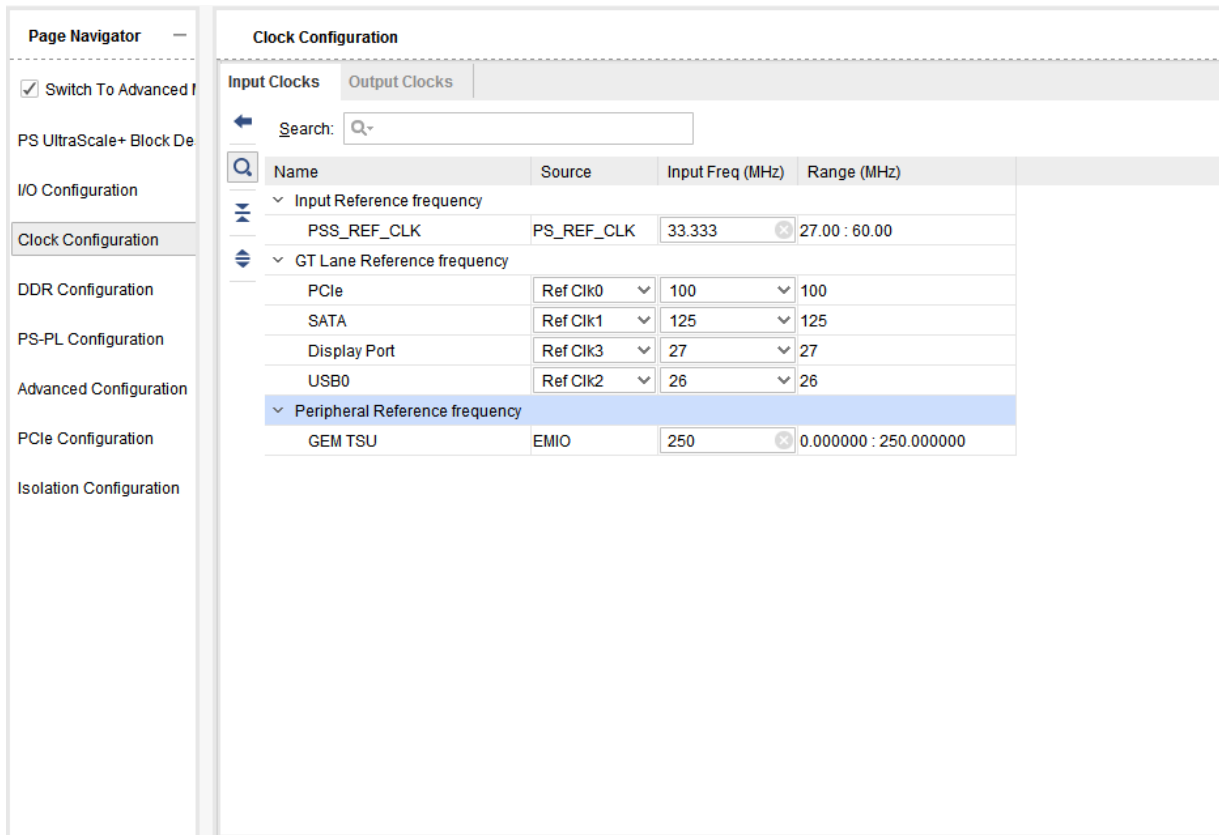 Page Navigator —
Switch To Advanced M
PS UltraScale+ Block De
I/O Configuration
Clock Configuration
DDR Configuration
PS-PL Configuration
Advanced Configuration
PCIe Configuration
Isolation Configuration
Clock Configuration
Input Clocks Output Clocks
Search:
Name Source Input Freq (MHz) Range (MHz)
Input Reference frequency
PSS_REF_CLK PS_REF_CLK 33.333 27.00 : 60.00
GT Lane Reference frequency
PCIe Ref Clk0 100 100
SATA Ref Clk1 125 125
Display Port Ref Clk3 27 27
USB0 Ref Clk2 26 26
Peripheral Reference frequency
GEM TSU EMIO 250 0.000000 : 250.000000